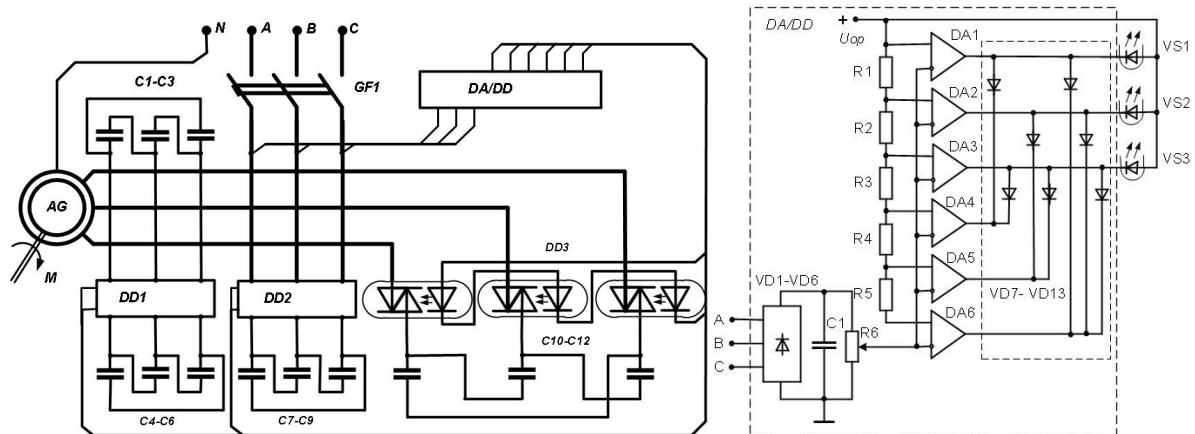 N
A
B
C
C1-C3
GF1
DA/DD
AG
M
DD1
DD2
DD3
C4-C6
C7-C9
C10-C12
DA/DD
+
Uop
DA1
VS1
R1
DA2
VS2
R2
DA3
VS3
R3
DA4
R4
DA5
R5
VD1-VD6
VD7- VD13
DA6
A
B
C
C1
R6